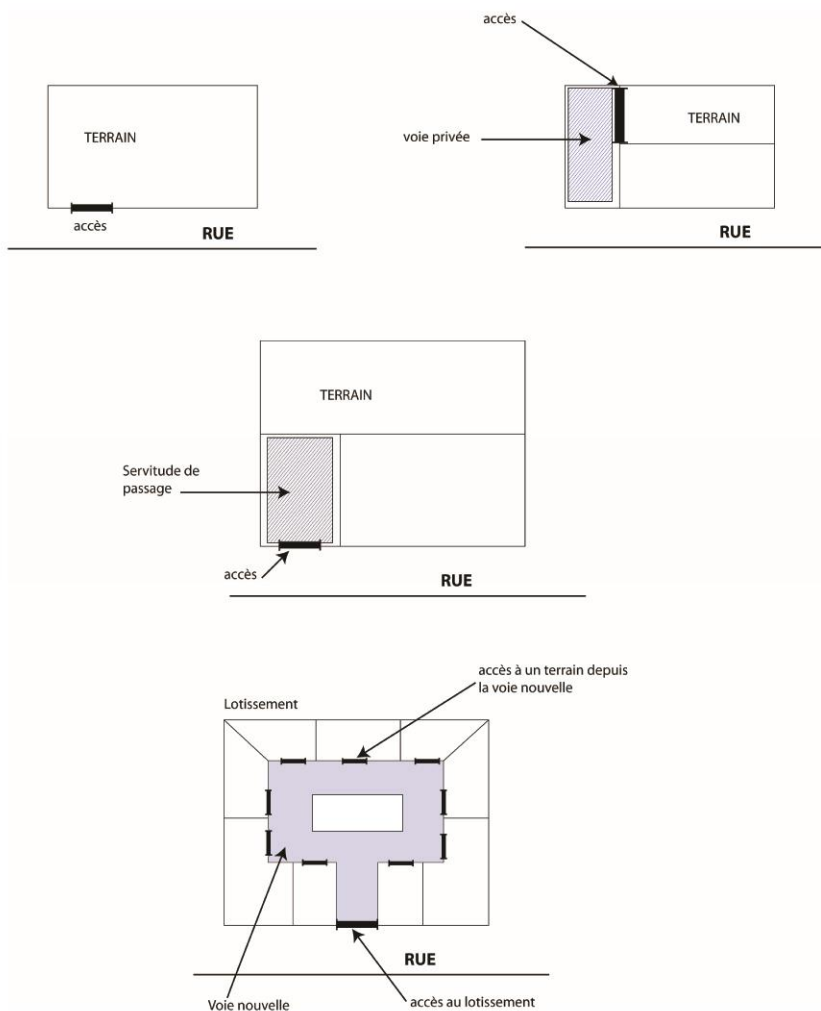 TERRAIN
accès
RUE
accès
voie privée
TERRAIN
RUE
TERRAIN
Servitude de
passage
accès
RUE
accès à un terrain depuis
la voie nouvelle
Lotissement
RUE
Voie nouvelle
accès au lotissement